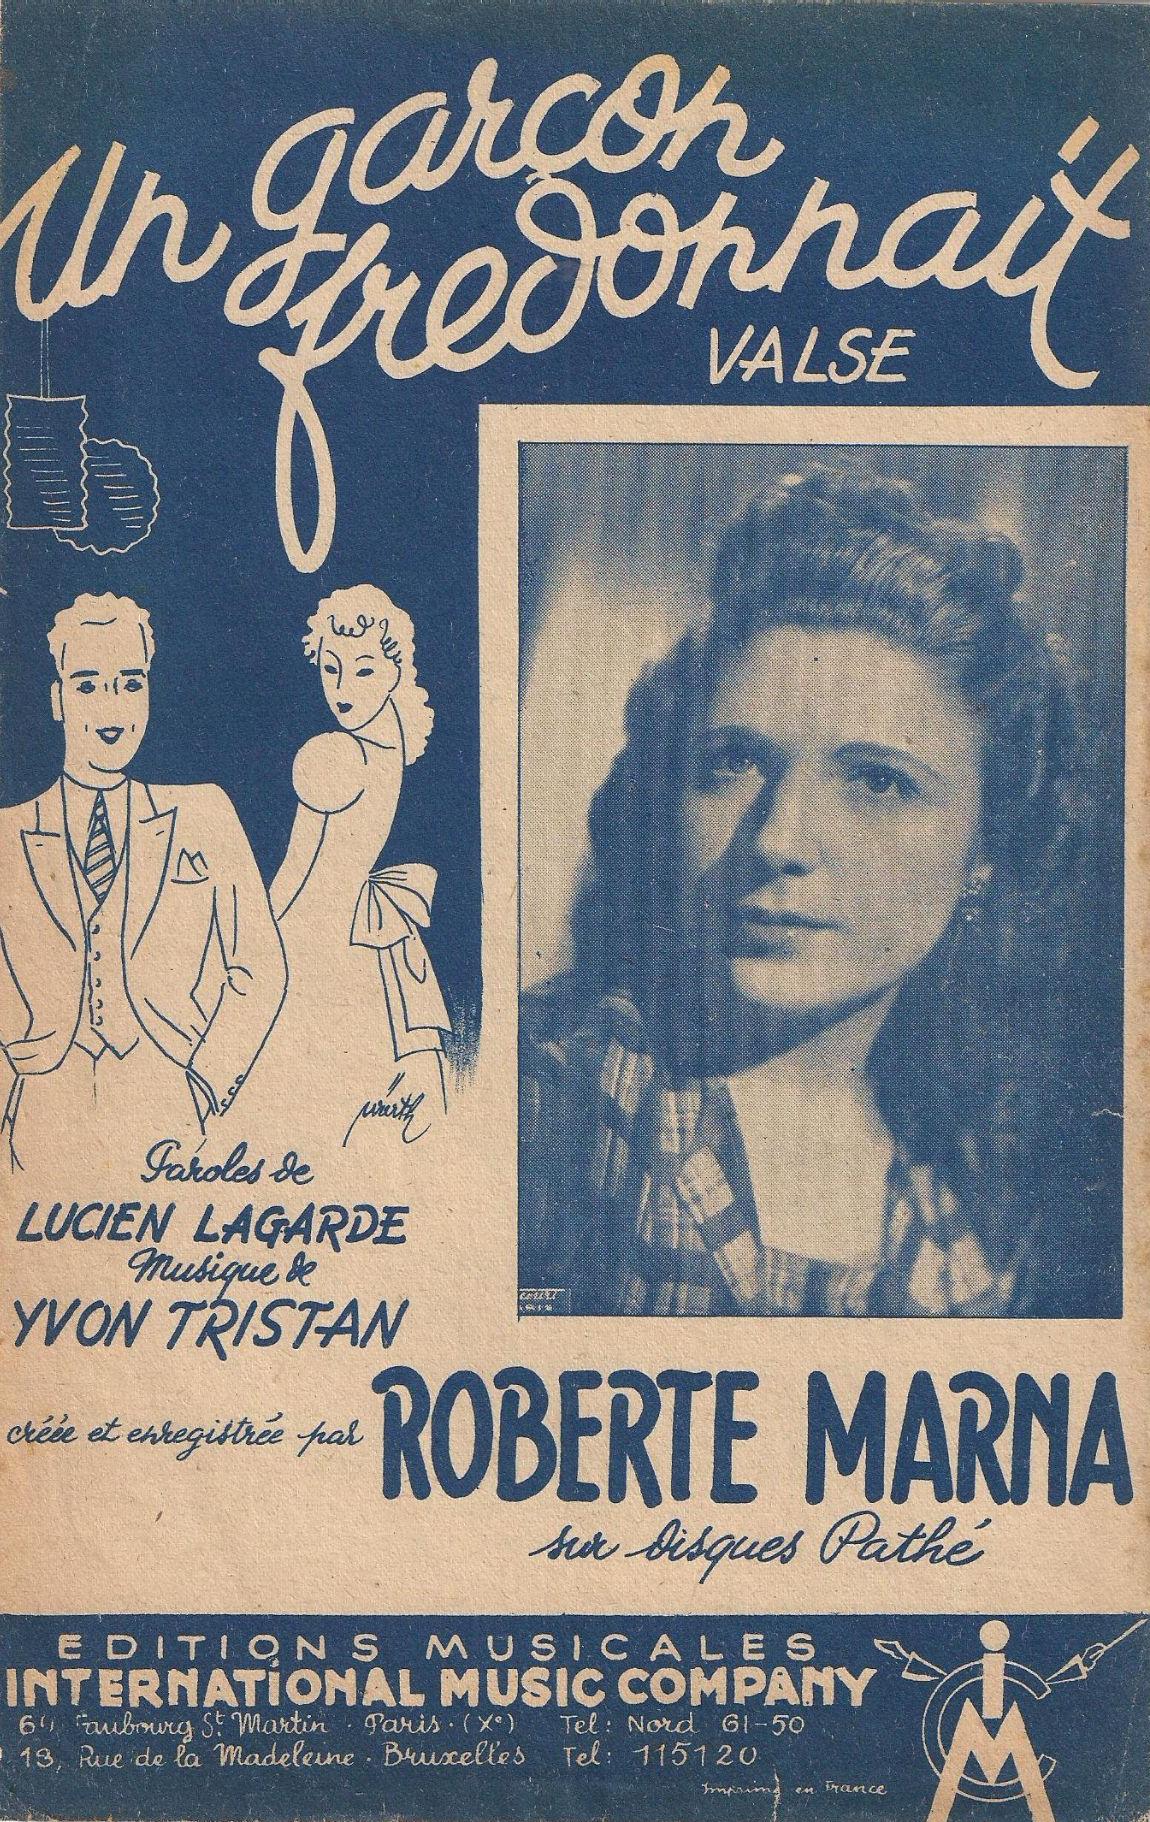 Un garçon
fredonnait
VALSE
Paroles de
LUCIEN LAGARDE
Musique de
YVON TRISTAN
créée et enregistrée par
ROBERTE MARNA
sur disques Pathé
EDITIONS MUSICALES
INTERNATIONAL MUSIC COMPANY
Faubourg St Martin · Paris · (Xe) Tel: Nord 61-50
13, Rue de la Madeleine · Bruxelles Tel: 115120
Imprimé en France
iMC